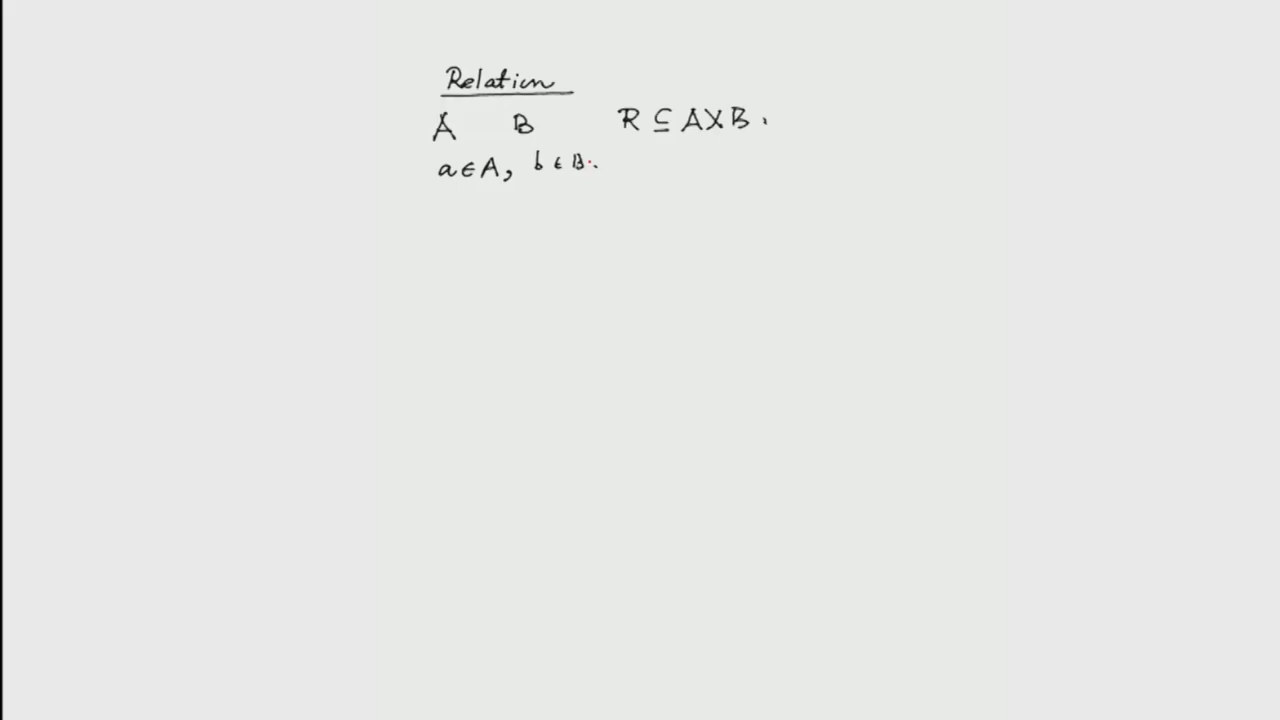 Relation
A B R ⊆ A X B .
a ∈ A, b ∈ B.